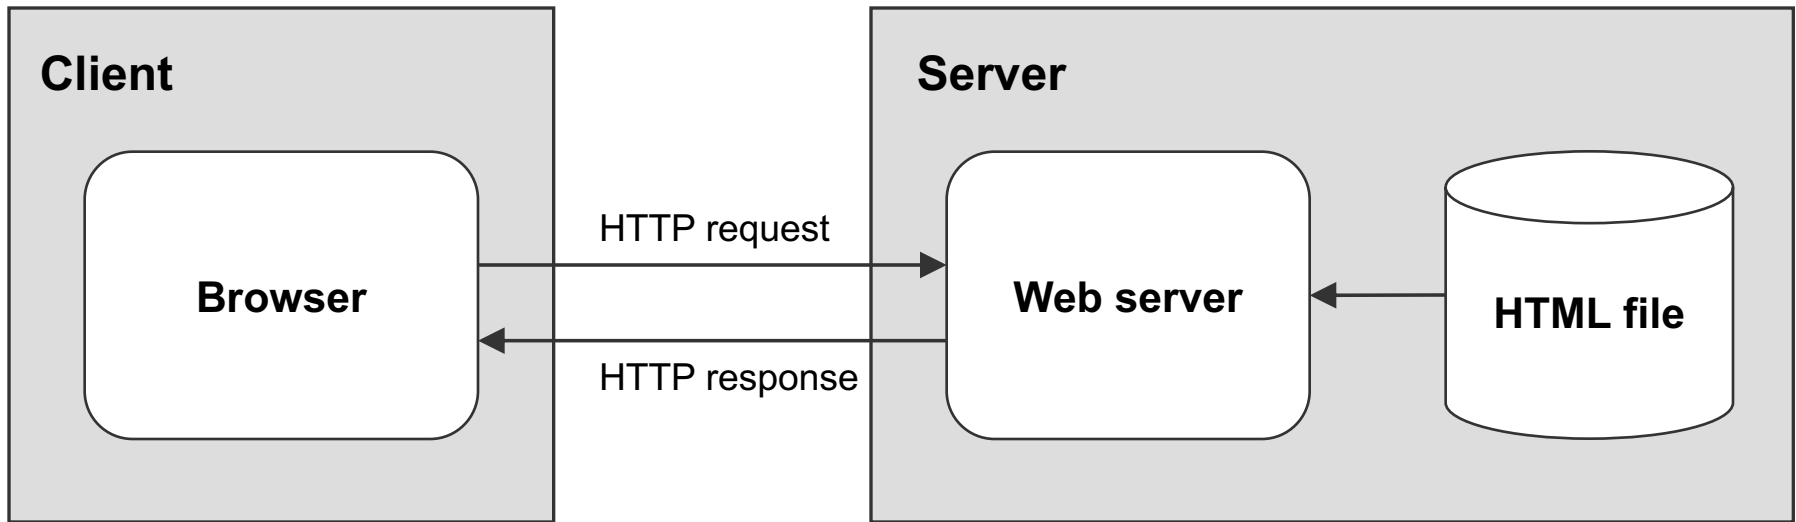 Client
Server
HTTP request
Browser
Web server
HTML file
HTTP response